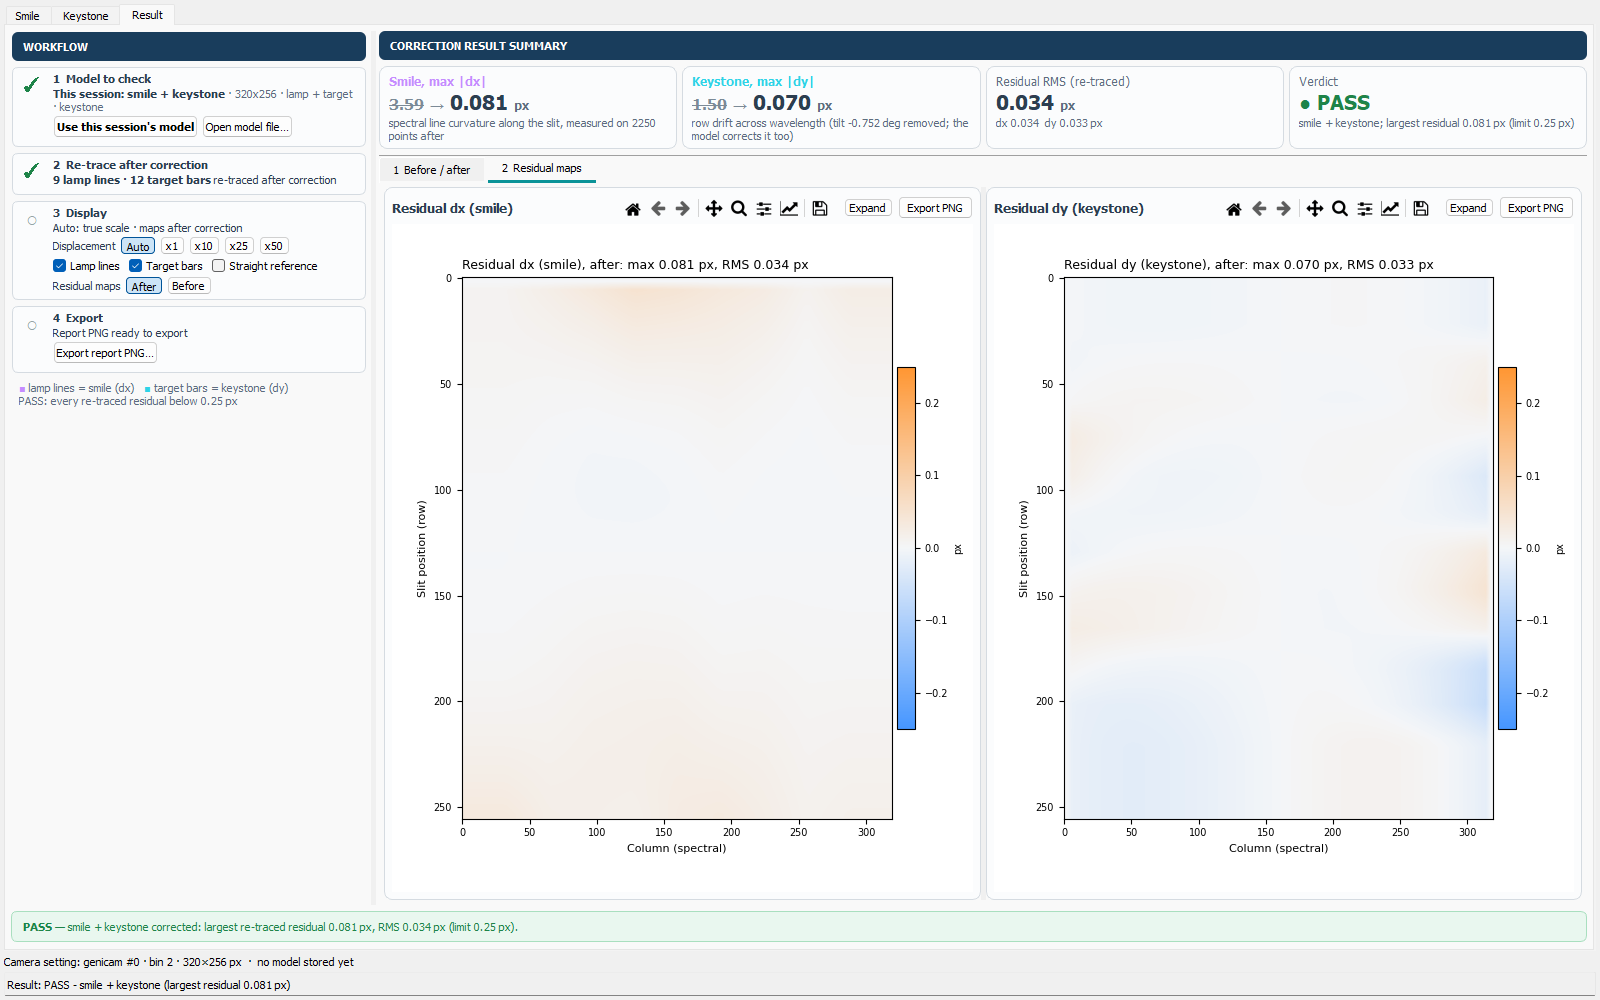 Smile Keystone Result
WORKFLOW
1 Model to check
This session: smile + keystone · 320x256 · lamp + target
· keystone
Use this session's model Open model file...
2 Re-trace after correction
9 lamp lines · 12 target bars re-traced after correction
3 Display
Auto: true scale · maps after correction
Displacement Auto x1 x10 x25 x50
Lamp lines Target bars Straight reference
Residual maps After Before
4 Export
Report PNG ready to export
Export report PNG...
lamp lines = smile (dx) target bars = keystone (dy)
PASS: every re-traced residual below 0.25 px
CORRECTION RESULT SUMMARY
Smile, max |dx|
3.59 → 0.081 px
spectral line curvature along the slit, measured on 2250
points after
Keystone, max |dy|
1.50 → 0.070 px
row drift across wavelength (tilt -0.752 deg removed; the
model corrects it too)
Residual RMS (re-traced)
0.034 px
dx 0.034 dy 0.033 px
Verdict
● PASS
smile + keystone; largest residual 0.081 px (limit 0.25 px)
1 Before / after 2 Residual maps
Residual dx (smile) Expand Export PNG
Residual dx (smile), after: max 0.081 px, RMS 0.034 px
0
50
100
150
200
250
Slit position (row)
0 50 100 150 200 250 300
Column (spectral)
0.2
0.1
0.0
−0.1
−0.2
px
Residual dy (keystone) Expand Export PNG
Residual dy (keystone), after: max 0.070 px, RMS 0.033 px
0
50
100
150
200
250
Slit position (row)
0 50 100 150 200 250 300
Column (spectral)
0.2
0.1
0.0
−0.1
−0.2
px
PASS — smile + keystone corrected: largest re-traced residual 0.081 px, RMS 0.034 px (limit 0.25 px).
Camera setting: genicam #0 · bin 2 · 320×256 px · no model stored yet
Result: PASS - smile + keystone (largest residual 0.081 px)